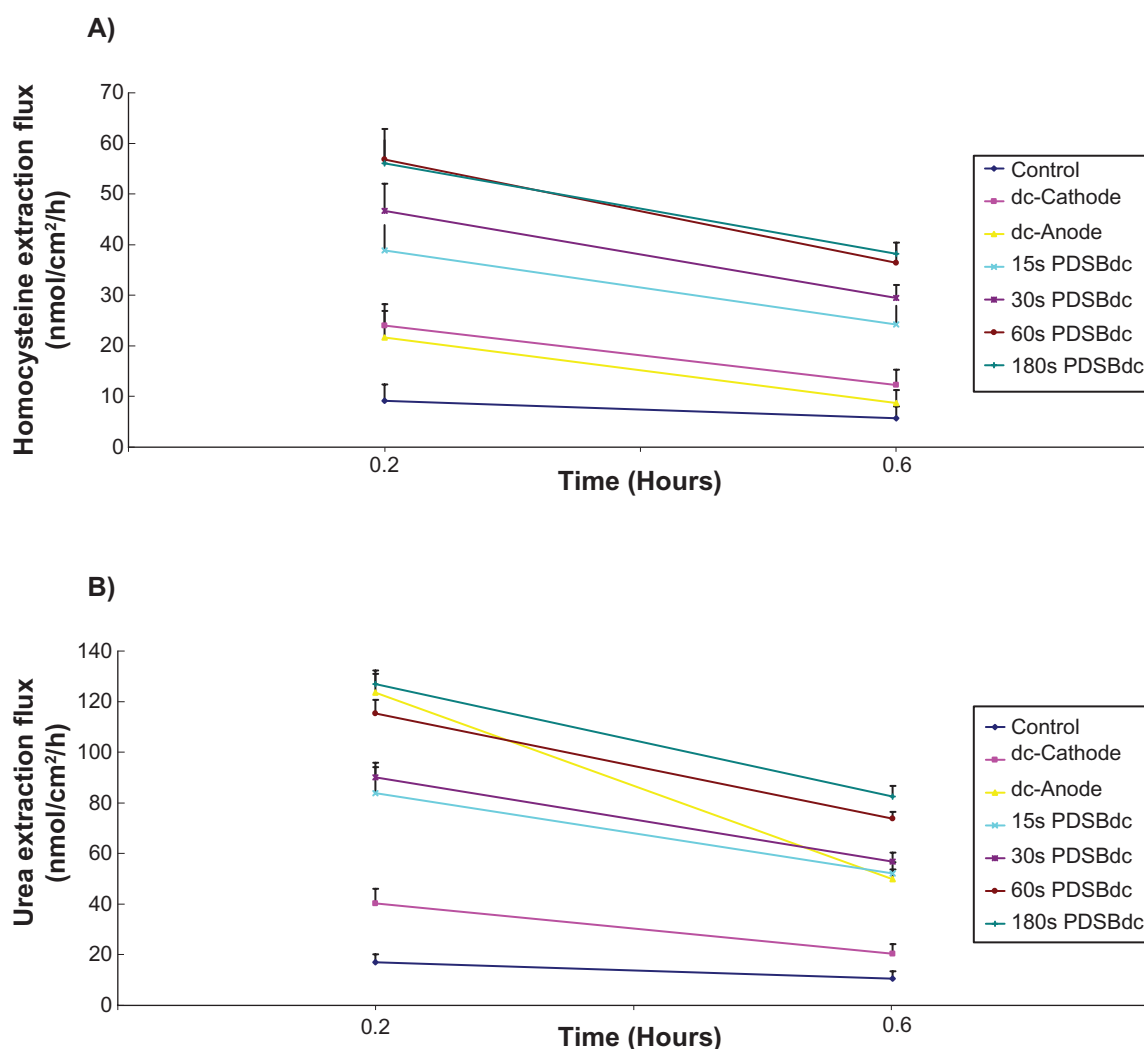 A)
Homocysteine extraction flux
(nmol/cm²/h)
70
60
50
40
30
20
10
0
0.2
0.6
Time (Hours)
Control
dc-Cathode
dc-Anode
15s PDSBdc
30s PDSBdc
60s PDSBdc
180s PDSBdc
B)
Urea extraction flux
(nmol/cm²/h)
140
120
100
80
60
40
20
0
0.2
0.6
Time (Hours)
Control
dc-Cathode
dc-Anode
15s PDSBdc
30s PDSBdc
60s PDSBdc
180s PDSBdc